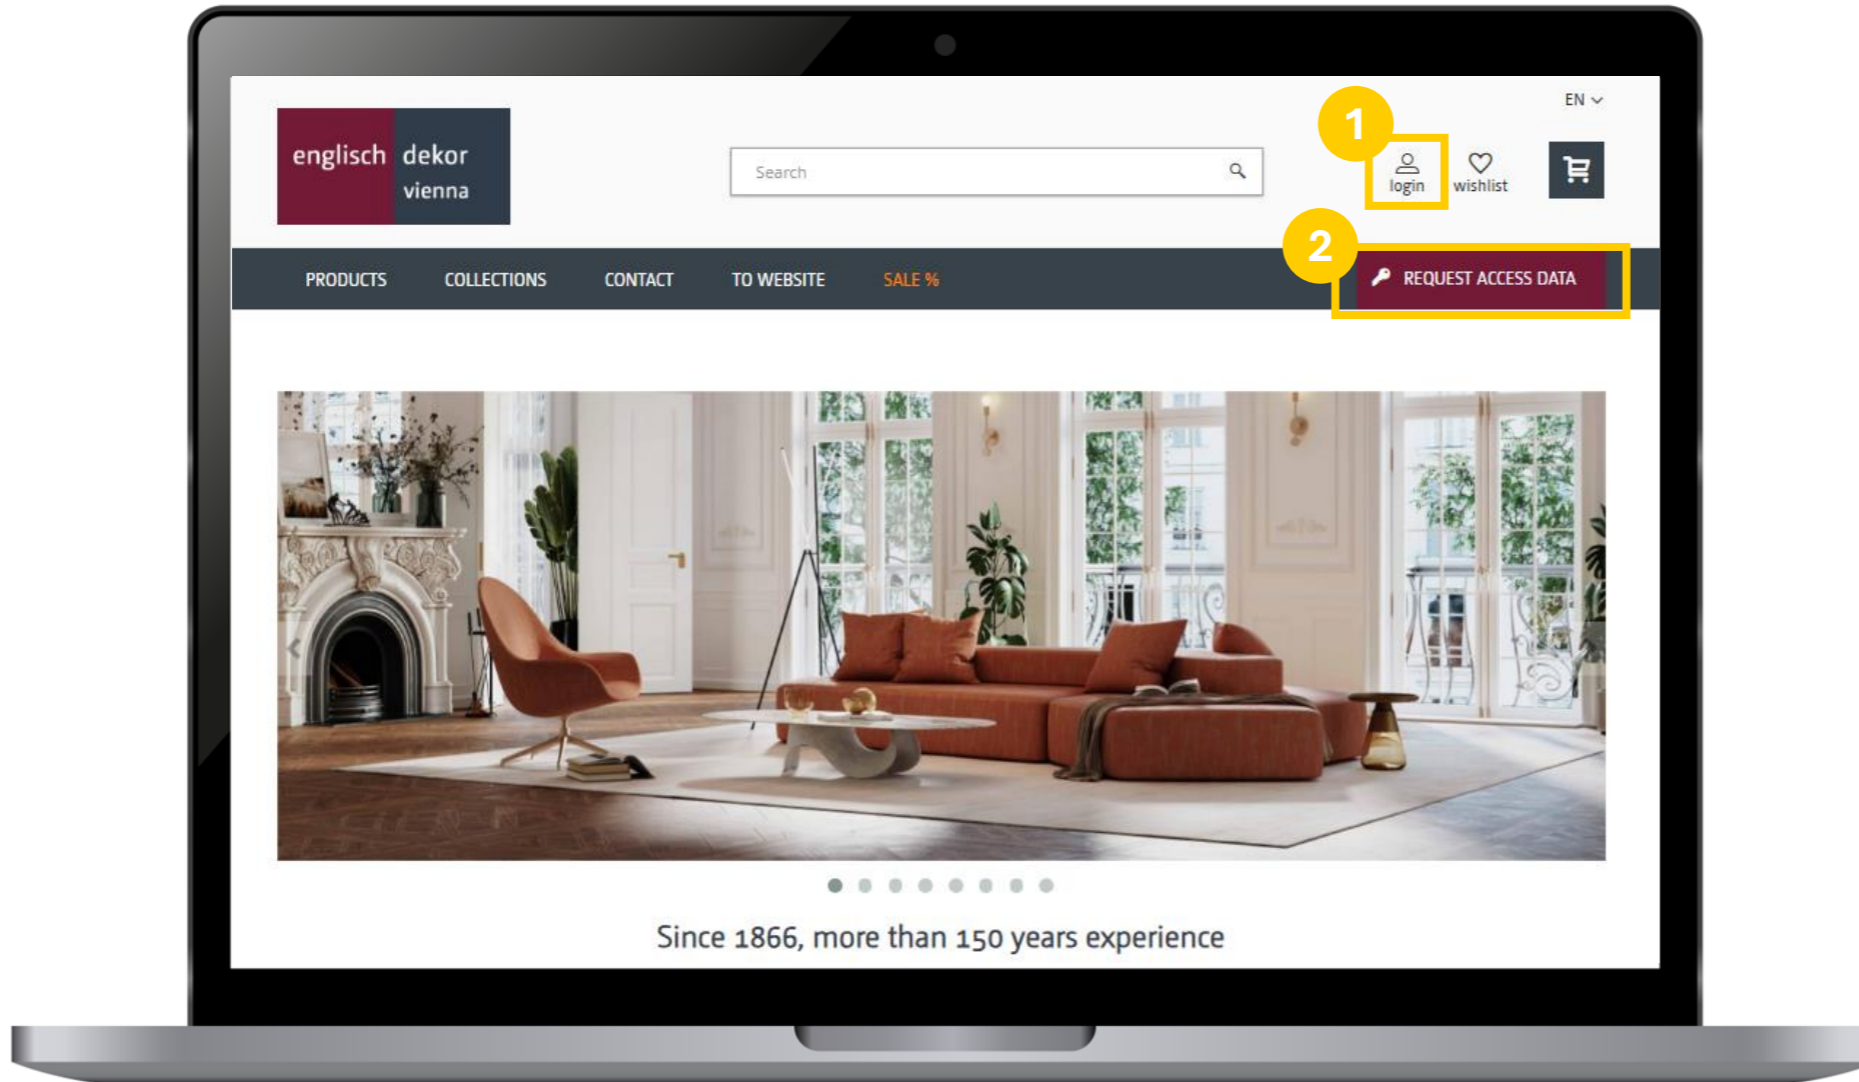 EN
1
englisch dekor
vienna
Search
login wishlist
2
PRODUCTS COLLECTIONS CONTACT TO WEBSITE SALE % REQUEST ACCESS DATA
Since 1866, more than 150 years experience